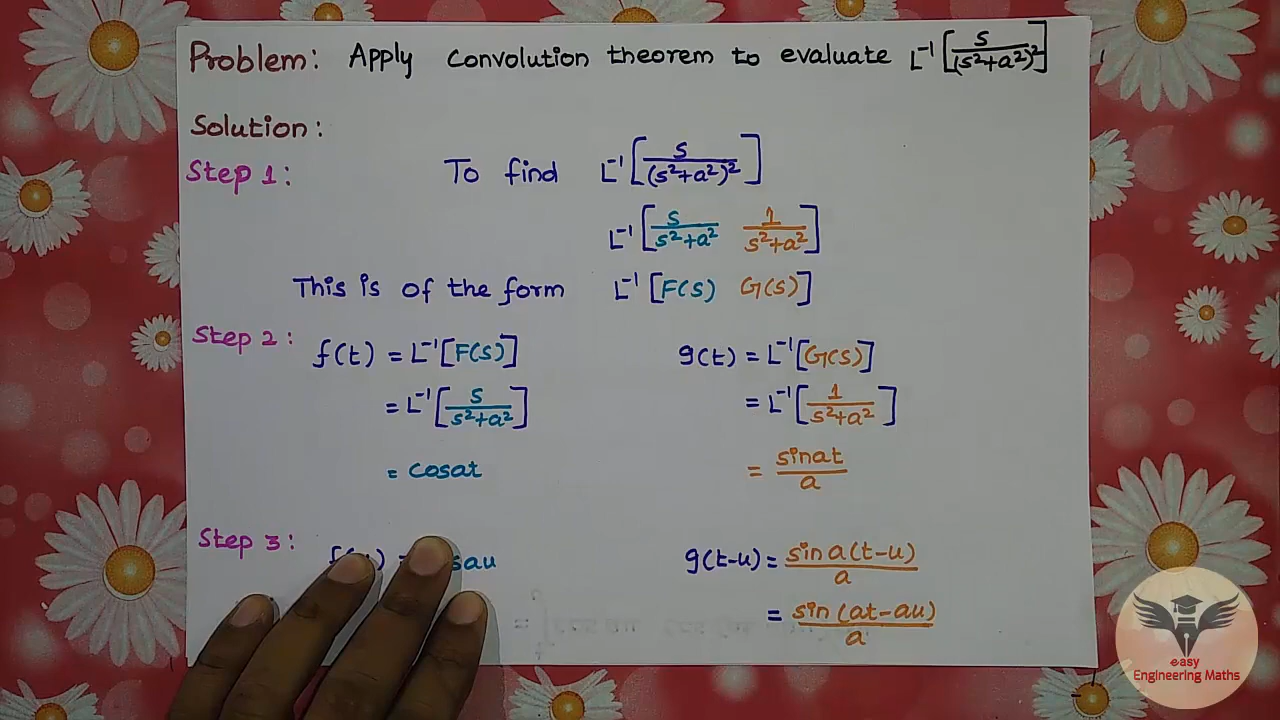 Problem: Apply convolution theorem to evaluate L⁻¹[s/(s²+a²)²]
Solution:
Step 1: To find L⁻¹[s/(s²+a²)²]
L⁻¹[s/(s²+a²) 1/(s²+a²)]
This is of the form L⁻¹[F(s) G(s)]
Step 2: f(t) = L⁻¹[F(s)] g(t) = L⁻¹[G(s)]
= L⁻¹[s/(s²+a²)] = L⁻¹[1/(s²+a²)]
= cosat = sinat/a
Step 3: g(t-u) = sin a(t-u)/a
= sin(at-au)/a
easy
Engineering Maths